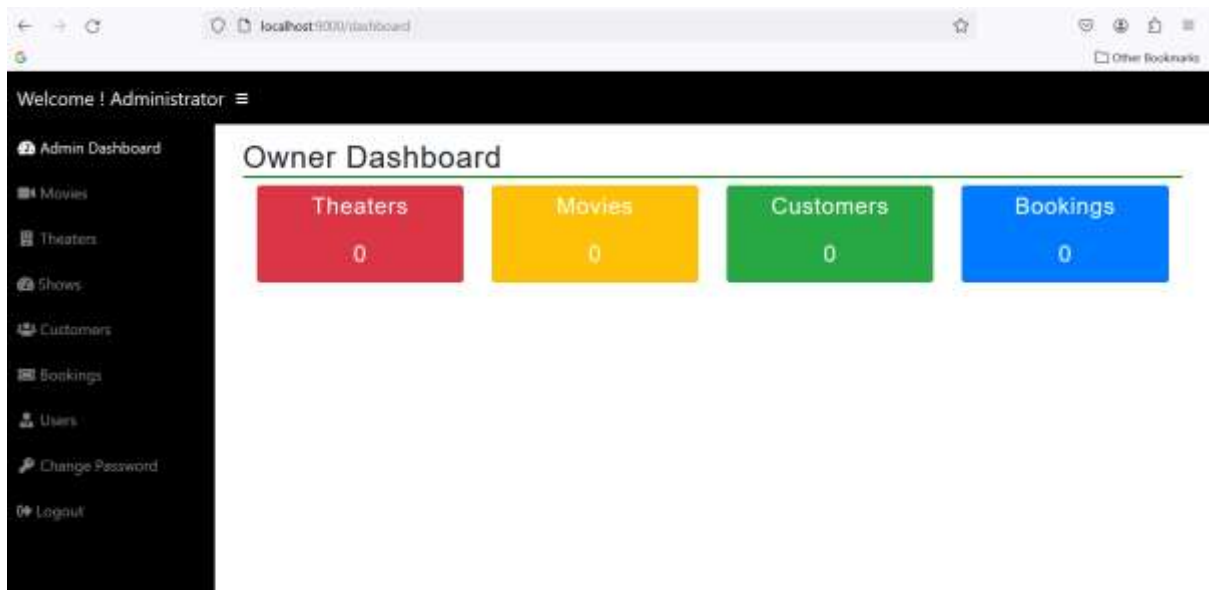 localhost:9000/dashboard
Other Bookmarks
Welcome ! Administrator
Admin Dashboard
Movies
Theaters
Shows
Customers
Bookings
Users
Change Password
Logout
Owner Dashboard
Theaters
0
Movies
0
Customers
0
Bookings
0